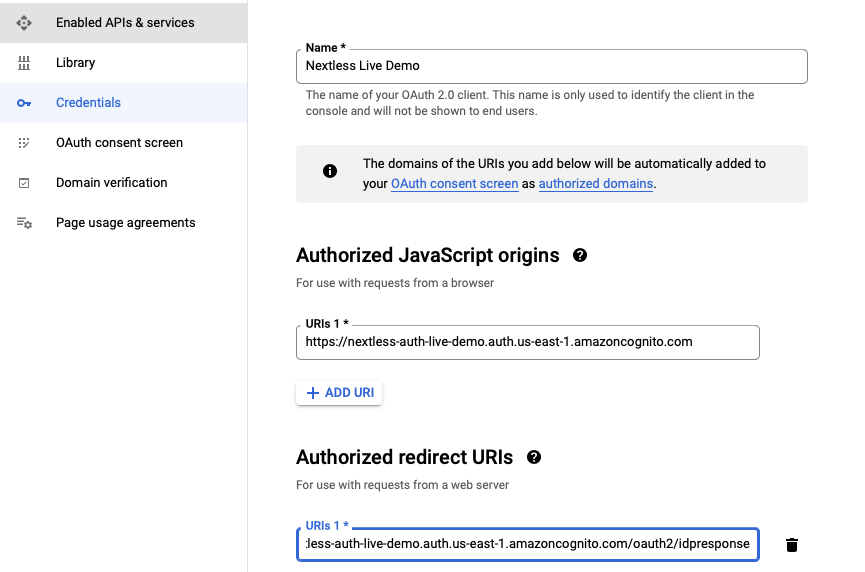 Enabled APIs & services
Library
Credentials
OAuth consent screen
Domain verification
Page usage agreements
Name *
Nextless Live Demo
The name of your OAuth 2.0 client. This name is only used to identify the client in the
console and will not be shown to end users.
The domains of the URIs you add below will be automatically added to
your OAuth consent screen as authorized domains.
Authorized JavaScript origins
For use with requests from a browser
URIs 1 *
https://nextless-auth-live-demo.auth.us-east-1.amazoncognito.com
ADD URI
Authorized redirect URIs
For use with requests from a web server
URIs 1 *
tless-auth-live-demo.auth.us-east-1.amazoncognito.com/oauth2/idpresponse